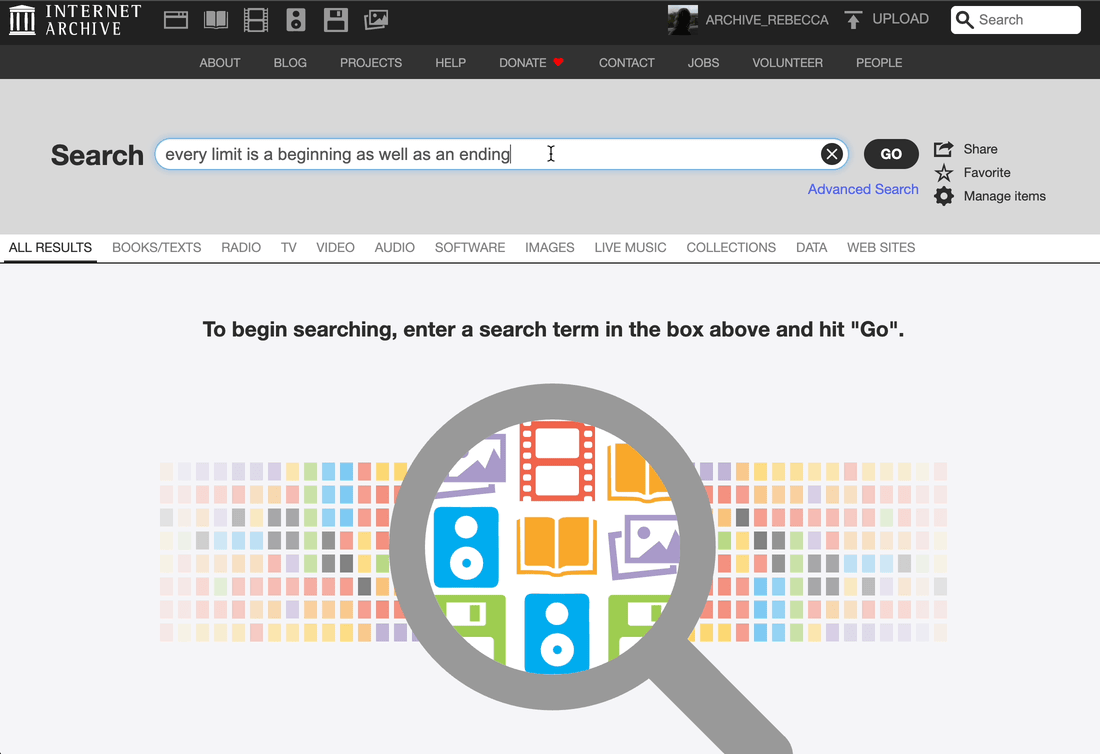 INTERNET
ARCHIVE
ARCHIVE_REBECCA
UPLOAD
Search
ABOUT
BLOG
PROJECTS
HELP
DONATE
CONTACT
JOBS
VOLUNTEER
PEOPLE
Search
every limit is a beginning as well as an ending
GO
Share
Favorite
Manage items
Advanced Search
ALL RESULTS
BOOKS/TEXTS
RADIO
TV
VIDEO
AUDIO
SOFTWARE
IMAGES
LIVE MUSIC
COLLECTIONS
DATA
WEB SITES
To begin searching, enter a search term in the box above and hit "Go".